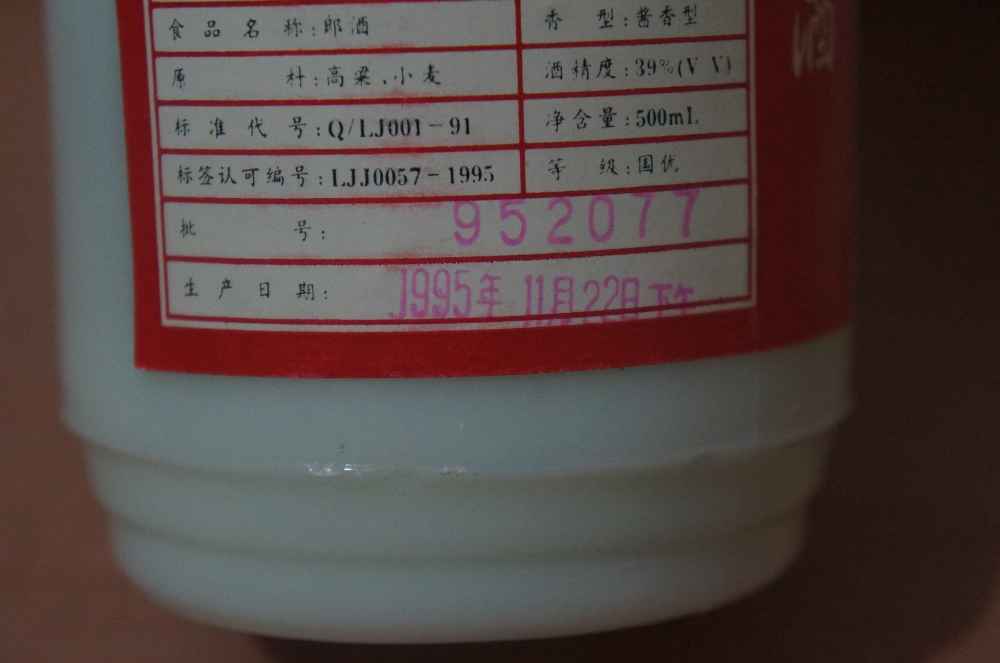 食品名称:郎酒 香型:酱香型
原料:高粱、小麦 酒精度:39%(V V)
标准代号:Q/LJ001-91 净含量:500mL
标签认可编号:LJJ0057-1995 等级:国优
批号: 952077
生产日期: 1995年11月22日下午
酒